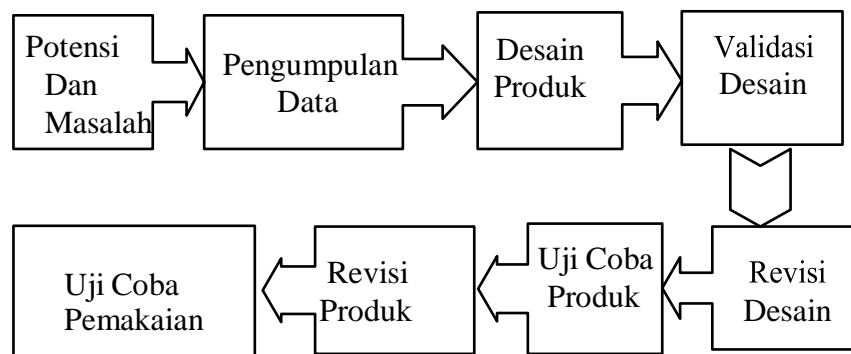 Potensi
Dan
Masalah
Pengumpulan
Data
Desain
Produk
Validasi
Desain
Revisi
Desain
Uji Coba
Produk
Revisi
Produk
Uji Coba
Pemakaian